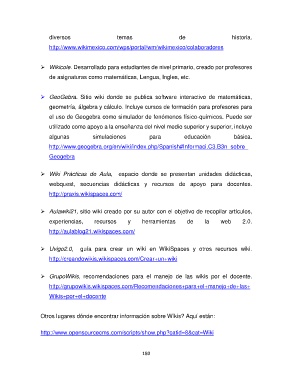 diversos temas de historia.
http://www.wikimexico.com/wps/portal/wm/wikimexico/colaboradores
➢ Wikicole. Desarrollado para estudiantes de nivel primario, creado por profesores
de asignaturas como matemáticas, Lengua, Ingles, etc.
➢ GeoGebra. Sitio wiki donde se publica software interactivo de matemáticas,
geometría, álgebra y cálculo. Incluye cursos de formación para profesores para
el uso de Geogebra como simulador de fenómenos físico-químicos. Puede ser
utilizado como apoyo a la enseñanza del nivel medio superior y superior, incluye
algunas simulaciones para educación básica.
http://www.geogebra.org/en/wiki/index.php/Spanish#Informaci.C3.B3n_sobre_
Geogebra
➢ Wiki Prácticas de Aula, espacio donde se presentan unidades didácticas,
webquest, secuencias didácticas y recursos de apoyo para docentes.
http://praxis.wikispaces.com/
➢ Aulawiki21, sitio wiki creado por su autor con el objetivo de recopilar artículos,
experiencias, recursos y herramientas de la web 2.0.
http://aulablog21.wikispaces.com/
➢ Uvigo2.0, guía para crear un wiki en WikiSpaces y otros recursos wiki.
http://creandowikis.wikispaces.com/Crear+un+wiki
➢ GrupoWikis, recomendaciones para el manejo de las wikis por el docente.
http://grupowikis.wikispaces.com/Recomendaciones+para+el+manejo+de+las+
Wikis+por+el+docente
Otros lugares dónde encontrar información sobre Wikis? Aquí están:
http://www.opensourcecms.com/scripts/show.php?catid=8&cat=Wiki